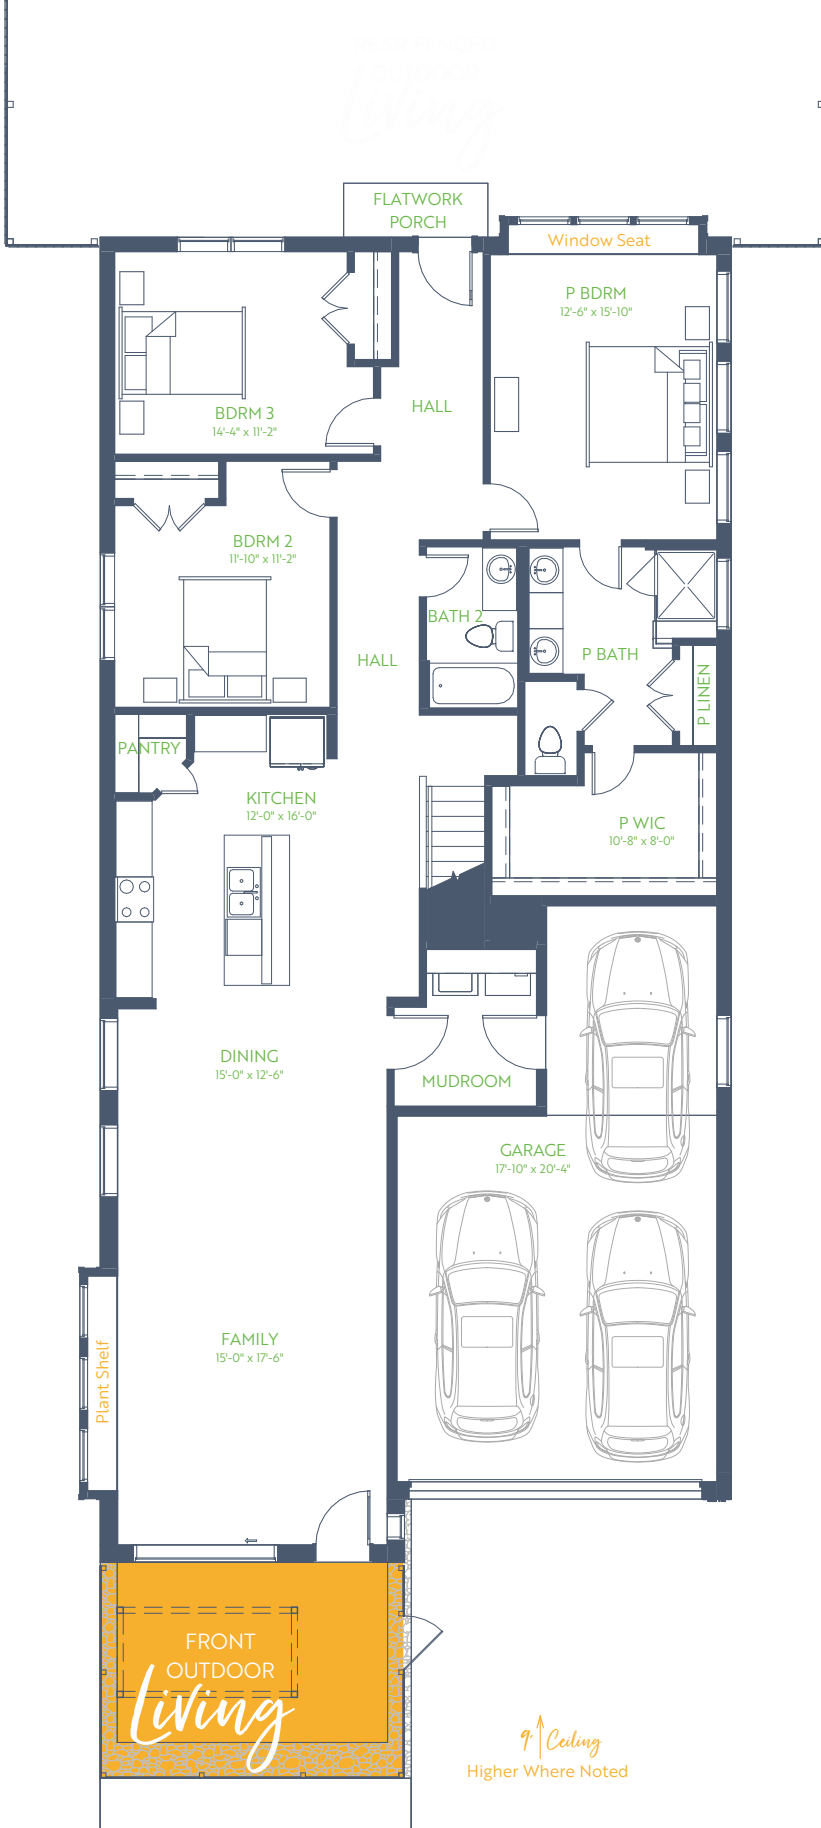 Living
FLATWORK
PORCH
Window Seat
P BDRM
12'-6" x 15'-10"
HALL
BDRM 3
14'-4" x 11'-2"
BDRM 2
11'-10" x 11'-2"
BATH 2
HALL
P BATH
P LINEN
PANTRY
KITCHEN
12'-0" x 16'-0"
P WIC
10'-8" x 8'-0"
DINING
15'-0" x 12'-6"
MUDROOM
GARAGE
17'-10" x 20'-4"
FAMILY
15'-0" x 17'-6"
Plant Shelf
FRONT
OUTDOOR
Living
9' Ceiling
Higher Where Noted